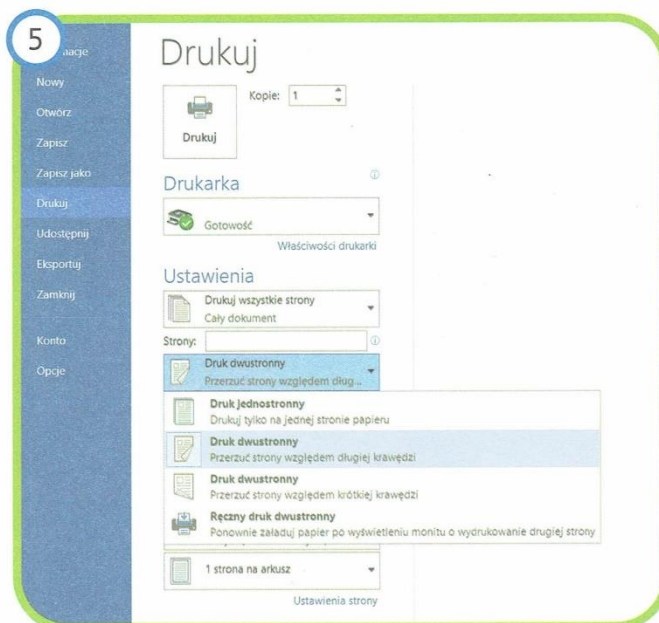 5
Nowy
Otwórz
Zapisz
Zapisz jako
Drukuj
Udostępnij
Eksportuj
Zamknij
Konto
Opcje
Drukuj
Kopie: 1
Drukuj
Drukarka
Gotowość
Właściwości drukarki
Ustawienia
Drukuj wszystkie strony
Cały dokument
Strony:
Druk dwustronny
Przerzuć strony względem dług...
Druk jednostronny
Drukuj tylko na jednej stronie papieru
Druk dwustronny
Przerzuć strony względem długiej krawędzi
Druk dwustronny
Przerzuć strony względem krótkiej krawędzi
Ręczny druk dwustronny
Ponownie załaduj papier po wyświetleniu monitu o wydrukowanie drugiej strony
1 strona na arkusz
Ustawienia strony